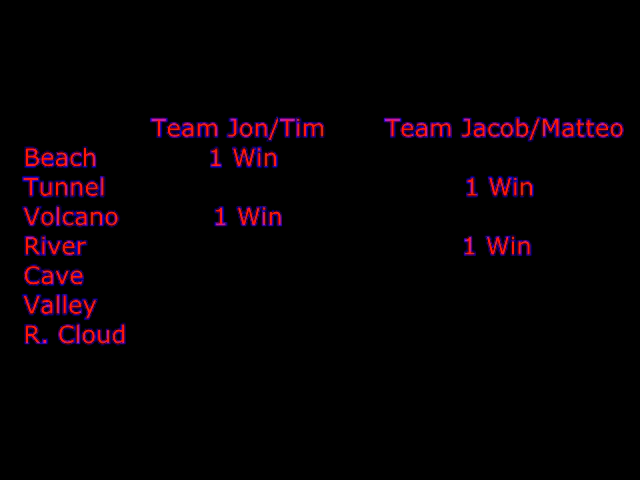 Team Jon/Tim Team Jacob/Matteo
Beach 1 Win
Tunnel 1 Win
Volcano 1 Win
River 1 Win
Cave
Valley
R. Cloud